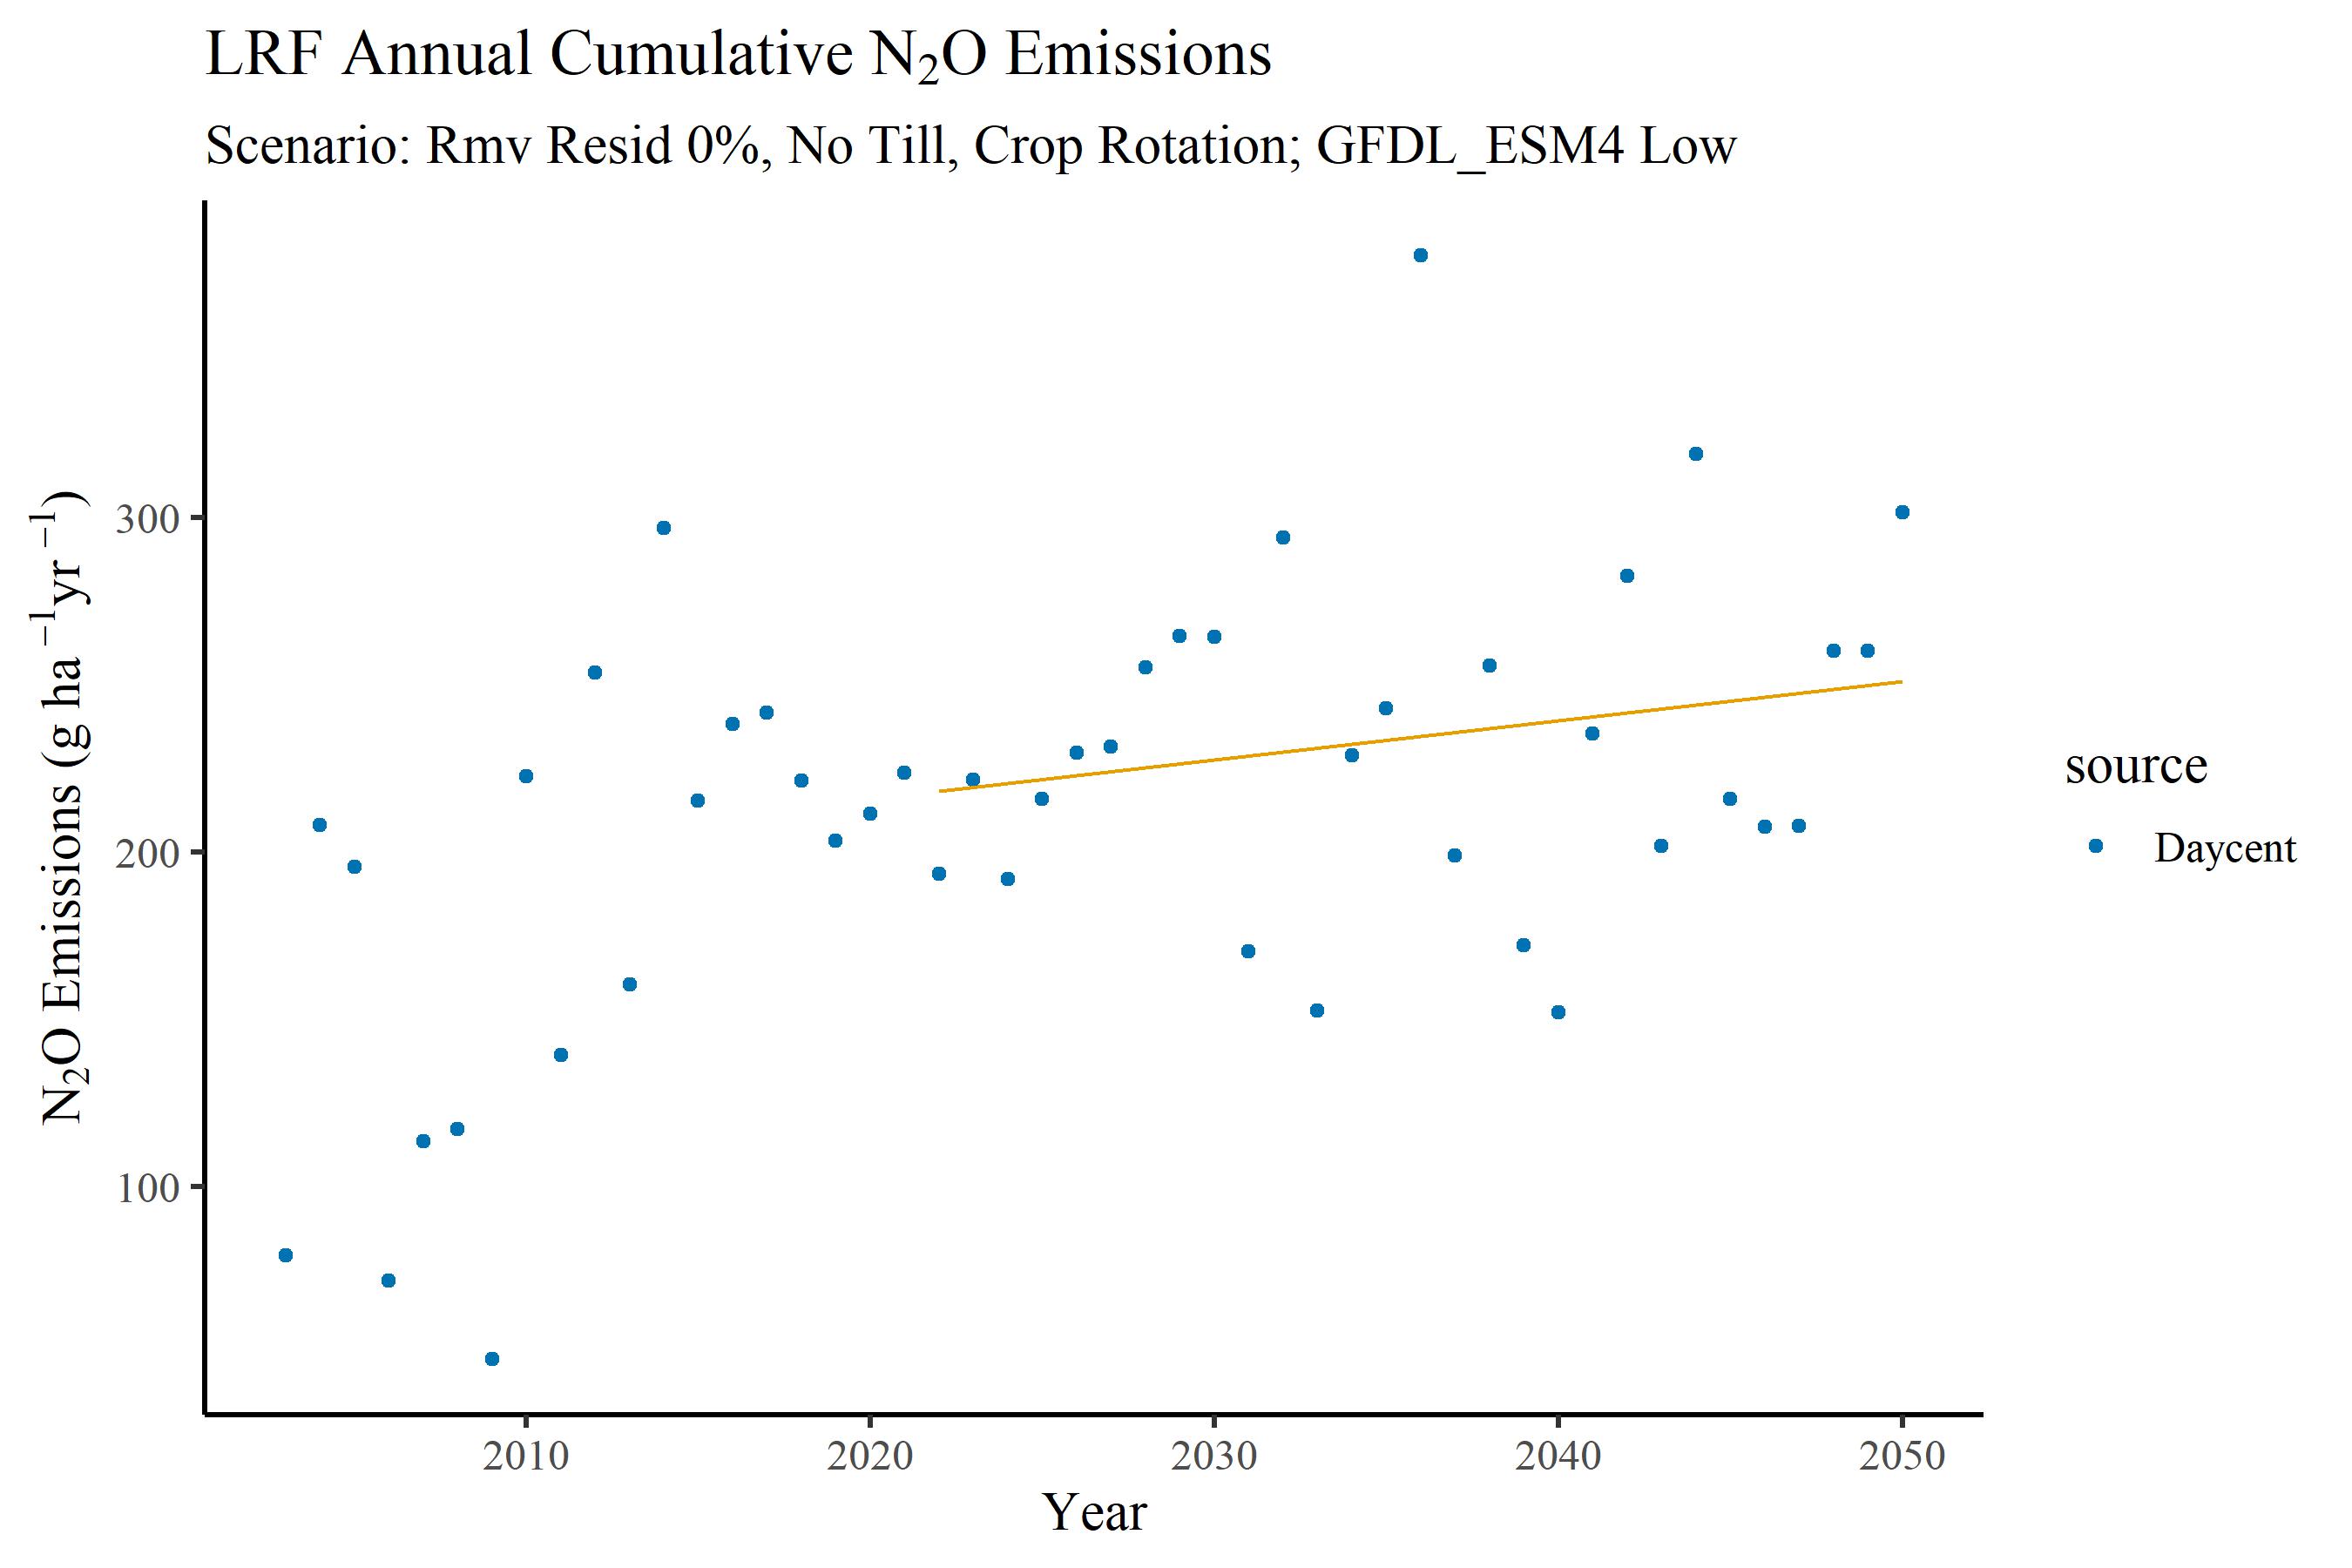 LRF Annual Cumulative N₂O Emissions
Scenario: Rmv Resid 0%, No Till, Crop Rotation; GFDL_ESM4 Low
N₂O Emissions (g ha ⁻¹yr ⁻¹)
300
200
100
2010 2020 2030 2040 2050
Year
source
Daycent